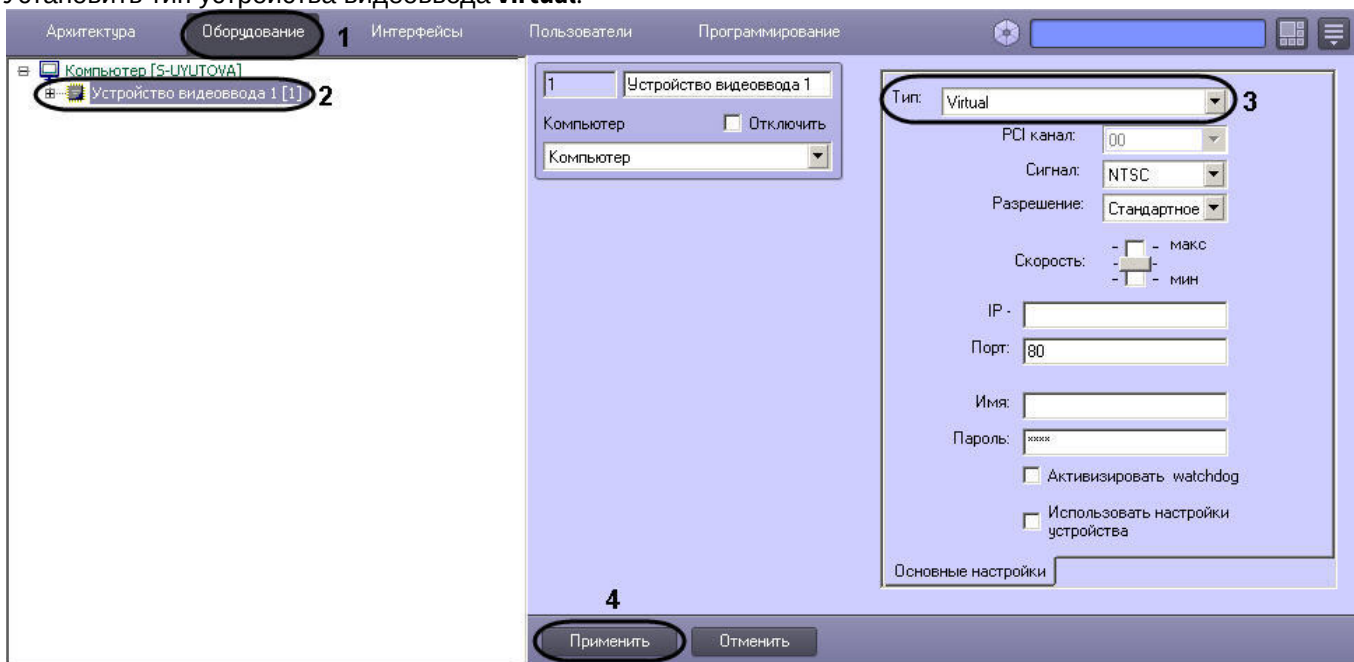 Установить тип устройства видеоввода Virtual.
Архитектура Оборудование 1 Интерфейсы Пользователи Программирование
Компьютер [S-UYUTOVA]
Устройство видеоввода 1 [1] 2
1 Устройство видеоввода 1
Компьютер Отключить
Компьютер
Тип: Virtual 3
PCI канал: 00
Сигнал: NTSC
Разрешение: Стандартное
- - макс
Скорость: - -
- - мин
IP -
Порт: 80
Имя:
Пароль: ××××
Активизировать watchdog
Использовать настройки
устройства
Основные настройки
4
Применить Отменить